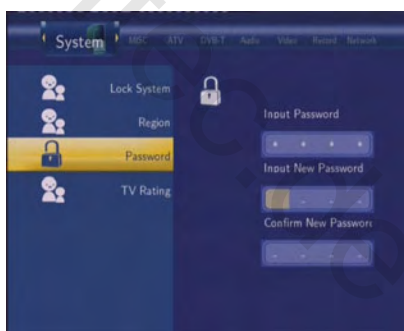 System MISC ATV DVB-T Audio Video Record Network
Lock System
Region
Password
TV Rating
Input Password
* * * *
Input New Password
- - -
Confirm New Passwor
- - - -